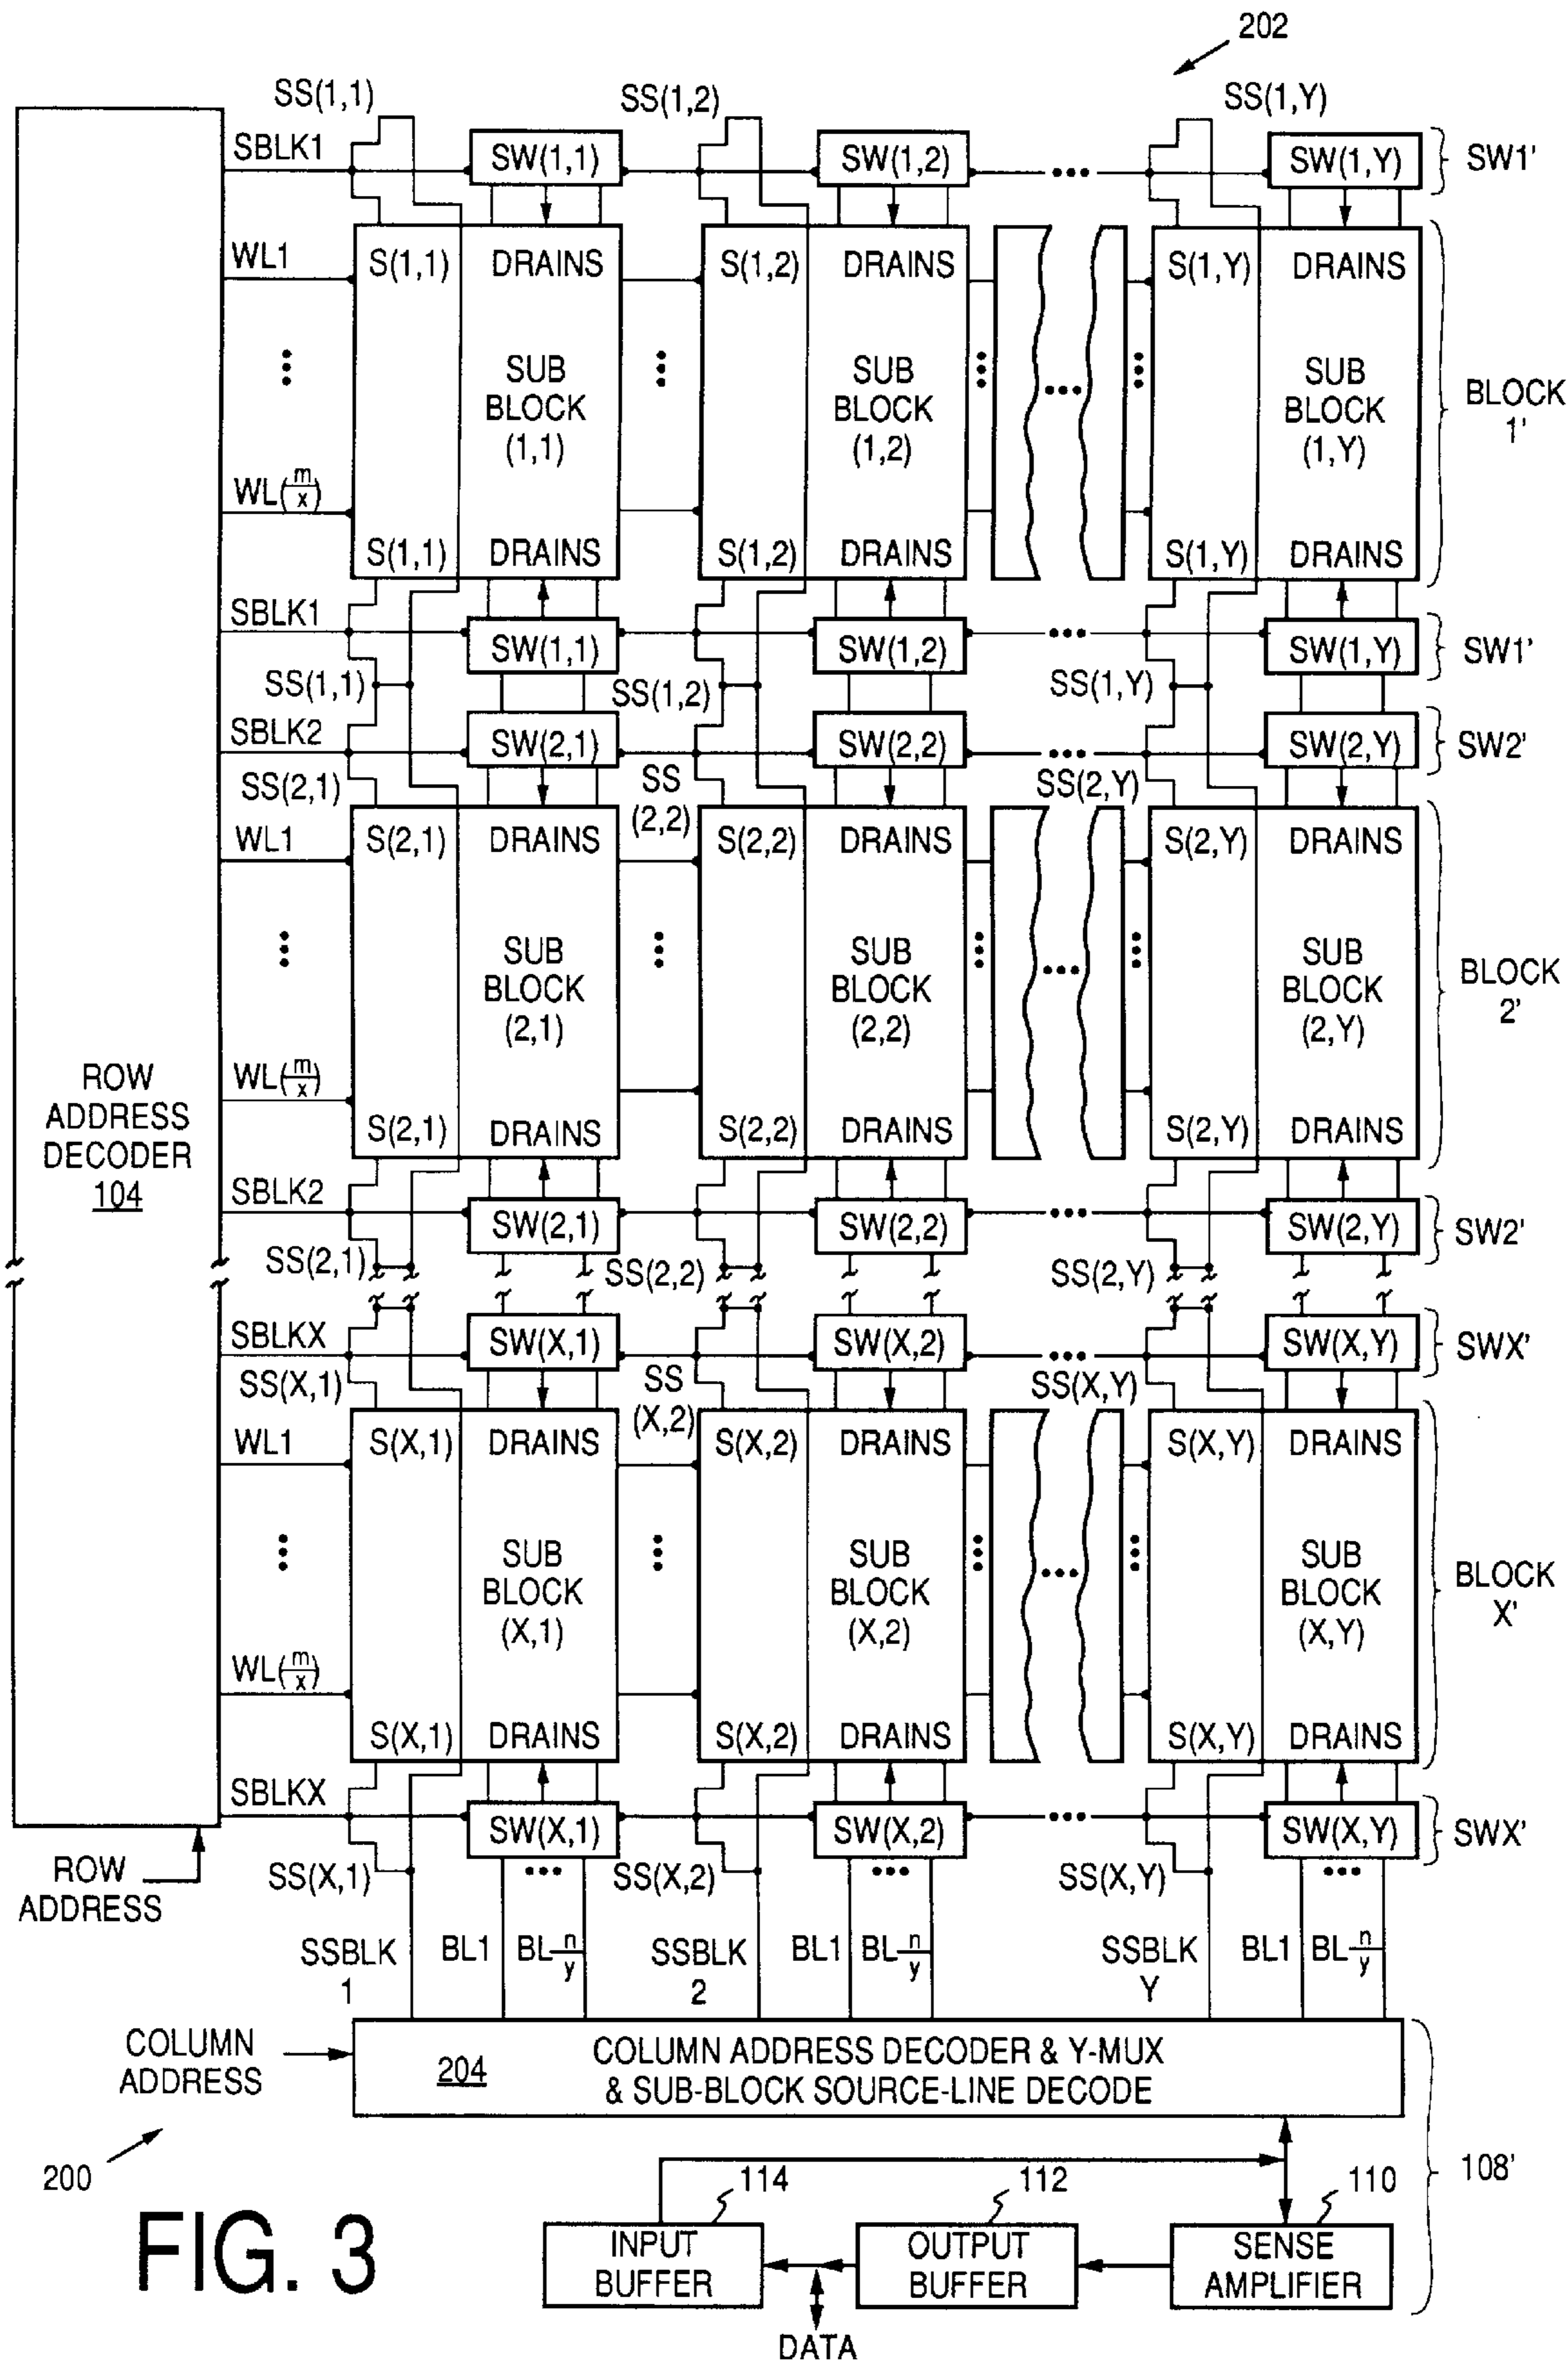 202
SS(1,1) SS(1,2) SS(1,Y)
SBLK1 SW(1,1) SW(1,2) ••• SW(1,Y) SW1'
WL1 S(1,1) DRAINS S(1,2) DRAINS S(1,Y) DRAINS
SUB BLOCK (1,1) SUB BLOCK (1,2) ••• SUB BLOCK (1,Y) BLOCK 1'
WL(m/x)
S(1,1) DRAINS S(1,2) DRAINS S(1,Y) DRAINS
SBLK1 SW(1,1) SW(1,2) ••• SW(1,Y) SW1'
SS(1,1) SS(1,2) SS(1,Y)
SBLK2 SW(2,1) SW(2,2) ••• SW(2,Y) SW2'
SS(2,1) SS (2,2) SS(2,Y)
WL1 S(2,1) DRAINS S(2,2) DRAINS S(2,Y) DRAINS
SUB BLOCK (2,1) SUB BLOCK (2,2) ••• SUB BLOCK (2,Y) BLOCK 2'
ROW ADDRESS DECODER 104
WL(m/x)
S(2,1) DRAINS S(2,2) DRAINS S(2,Y) DRAINS
SBLK2 SW(2,1) SW(2,2) ••• SW(2,Y) SW2'
SS(2,1) SS(2,2) SS(2,Y)
SBLKX SW(X,1) SW(X,2) ••• SW(X,Y) SWX'
SS(X,1) SS (X,2) SS(X,Y)
WL1 S(X,1) DRAINS S(X,2) DRAINS S(X,Y) DRAINS
SUB BLOCK (X,1) SUB BLOCK (X,2) ••• SUB BLOCK (X,Y) BLOCK X'
WL(m/x)
S(X,1) DRAINS S(X,2) DRAINS S(X,Y) DRAINS
SBLKX SW(X,1) SW(X,2) ••• SW(X,Y) SWX'
ROW ADDRESS
SS(X,1) ••• SS(X,2) ••• SS(X,Y) •••
SSBLK 1 BL1 BL n/y SSBLK 2 BL1 BL n/y SSBLK Y BL1 BL n/y
COLUMN ADDRESS
204 COLUMN ADDRESS DECODER & Y-MUX
& SUB-BLOCK SOURCE-LINE DECODE
200
108'
114 112 110
INPUT BUFFER OUTPUT BUFFER SENSE AMPLIFIER
DATA
FIG. 3